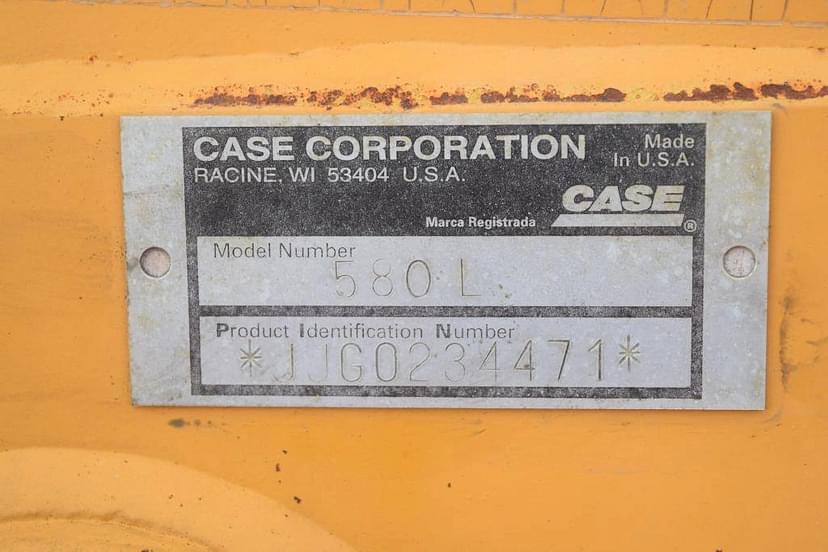 CASE CORPORATION
RACINE, WI 53404 U.S.A.
Made
In U.S.A.
CASE
Marca Registrada ®
Model Number
580 L
Product Identification Number
*JJG0234471*